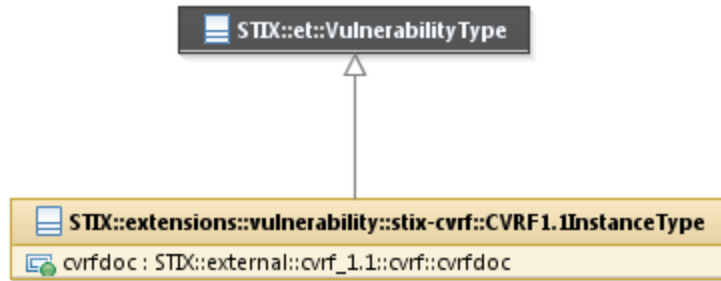 STIX::et::VulnerabilityType
STIX::extensions::vulnerability::stix-cvrf::CVRF1.1InstanceType
cvrfdoc : STIX::external::cvrf_1.1::cvrf::cvrfdoc